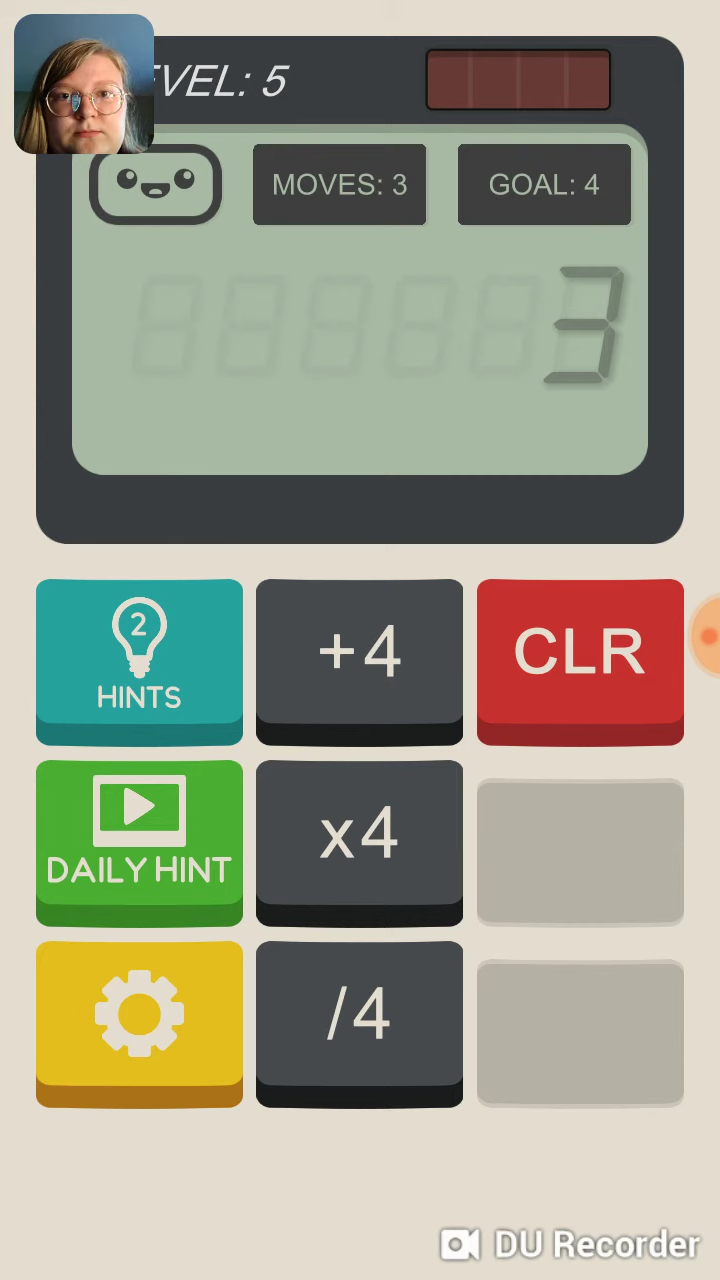 EVEL: 5
MOVES: 3
GOAL: 4
3
2
HINTS
+4
CLR
DAILY HINT
x4
/4
DU Recorder